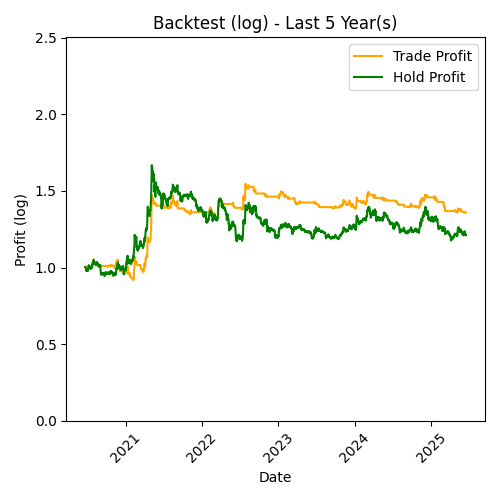 Backtest (log) - Last 5 Year(s)
Trade Profit
Hold Profit
Profit (log)
2.5
2.0
1.5
1.0
0.5
0.0
2021
2022
2023
2024
2025
Date